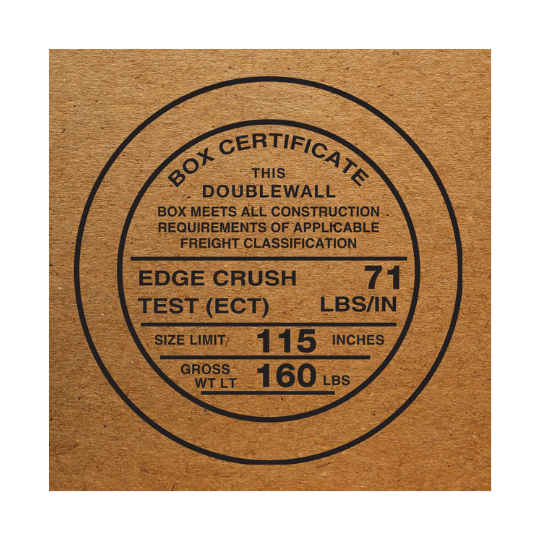 BOX CERTIFICATE
THIS
DOUBLEWALL
BOX MEETS ALL CONSTRUCTION
REQUIREMENTS OF APPLICABLE
FREIGHT CLASSIFICATION
EDGE CRUSH 71
TEST (ECT) LBS/IN
SIZE LIMIT 115 INCHES
GROSS
WT LT 160 LBS